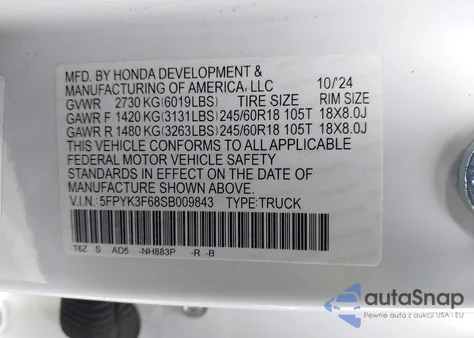 MFD. BY HONDA DEVELOPMENT &
MANUFACTURING OF AMERICA, LLC 10/'24
GVWR 2730 KG(6019LBS) TIRE SIZE RIM SIZE
GAWR F 1420 KG(3131LBS) 245/60R18 105T 18X8.0J
GAWR R 1480 KG(3263LBS) 245/60R18 105T 18X8.0J
THIS VEHICLE CONFORMS TO ALL APPLICABLE
FEDERAL MOTOR VEHICLE SAFETY
STANDARDS IN EFFECT ON THE DATE OF
MANUFACTURE SHOWN ABOVE.
V.I.N.: 5FPYK3F68SB009843 TYPE:TRUCK
T6Z S AD5 -NH883P -R -B
autoSnap
Pewne auta z aukcji USA i EU